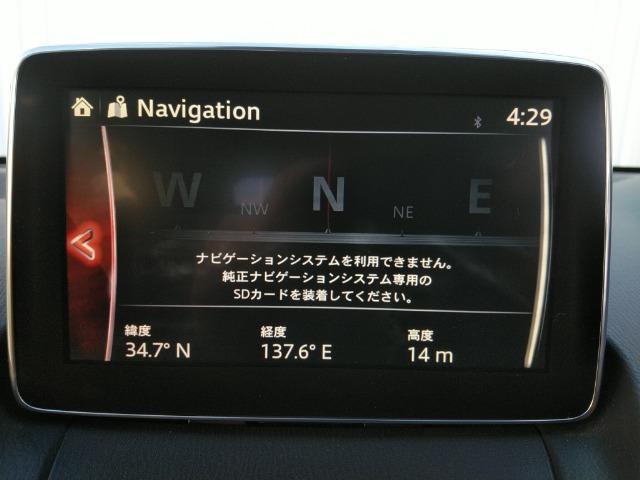 Navigation
4:29
W NW N NE E
ナビゲーションシステムを利用できません。
純正ナビゲーションシステム専用の
SDカードを装着してください。
緯度 経度 高度
34.7° N 137.6° E 14 m